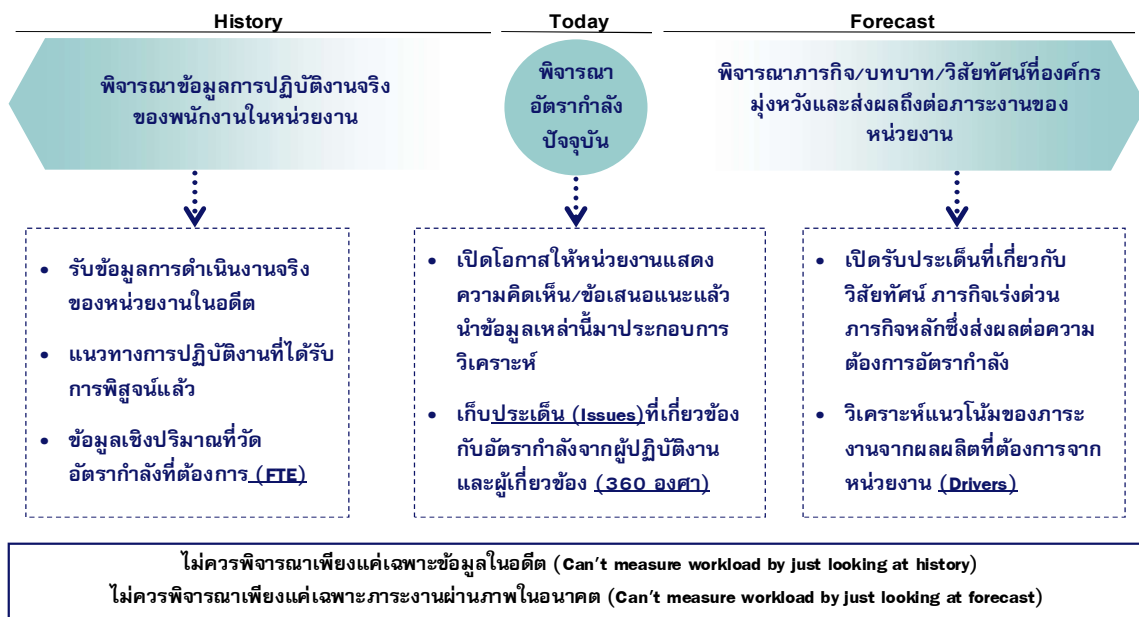 History
Today
Forecast
พิจารณาข้อมูลการปฏิบัติงานจริง
ของพนักงานในหน่วยงาน
พิจารณา
อัตรากำลัง
ปัจจุบัน
พิจารณาภารกิจ/บทบาท/วิสัยทัศน์ที่องค์กร
มุ่งหวังและส่งผลถึงต่อภาระงานของ
หน่วยงาน
• รับข้อมูลการดำเนินงานจริง
ของหน่วยงานในอดีต
• แนวทางการปฏิบัติงานที่ได้รับ
การพิสูจน์แล้ว
• ข้อมูลเชิงปริมาณที่วัด
อัตรากำลังที่ต้องการ (FTE)
• เปิดโอกาสให้หน่วยงานแสดง
ความคิดเห็น/ข้อเสนอแนะแล้ว
นำข้อมูลเหล่านี้มาประกอบการ
วิเคราะห์
• เก็บประเด็น (Issues)ที่เกี่ยวข้อง
กับอัตรากำลังจากผู้ปฏิบัติงาน
และผู้เกี่ยวข้อง (360 องศา)
• เปิดรับประเด็นที่เกี่ยวกับ
วิสัยทัศน์ ภารกิจเร่งด่วน
ภารกิจหลักซึ่งส่งผลต่อความ
ต้องการอัตรากำลัง
• วิเคราะห์แนวโน้มของภาระ
งานจากผลผลิตที่ต้องการจาก
หน่วยงาน (Drivers)
ไม่ควรพิจารณาเพียงแค่เฉพาะข้อมูลในอดีต (Can't measure workload by just looking at history)
ไม่ควรพิจารณาเพียงแค่เฉพาะภาระงานผ่านภาพในอนาคต (Can't measure workload by just looking at forecast)